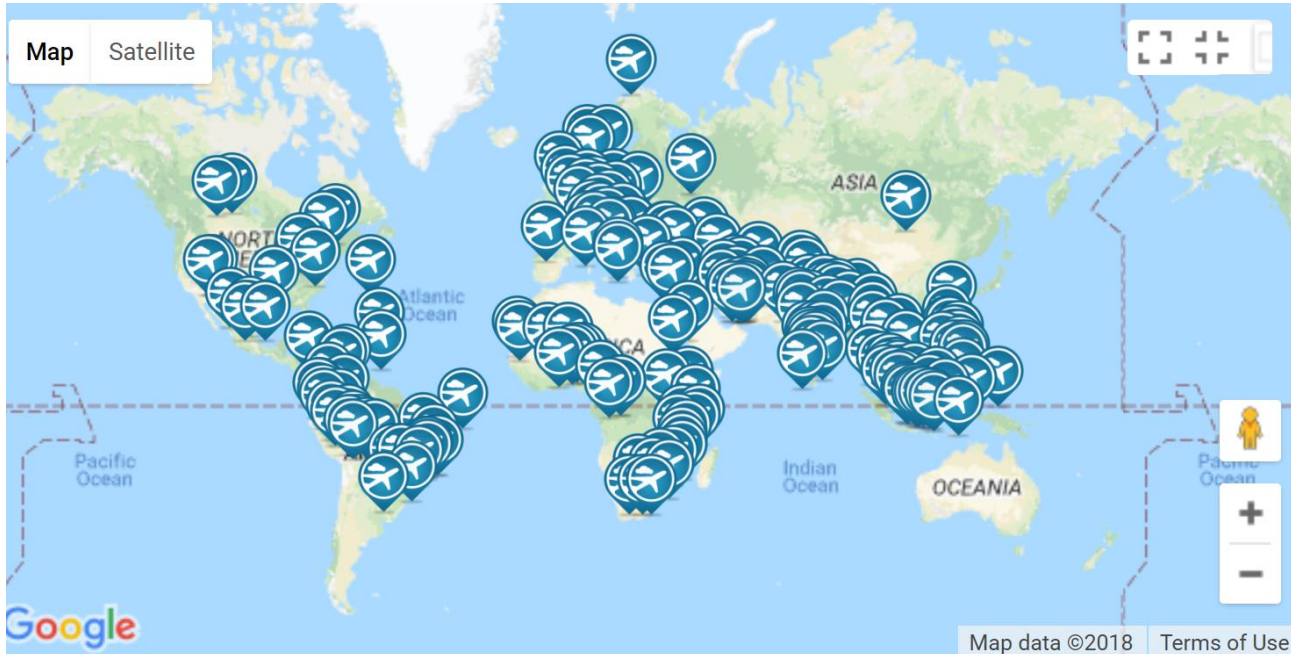 Map Satellite
ASIA
NORT
Atlantic
Ocean
ICA
Pacific
Ocean
Indian
Ocean
OCEANIA
Pacific
Ocean
Google
Map data ©2018 Terms of Use